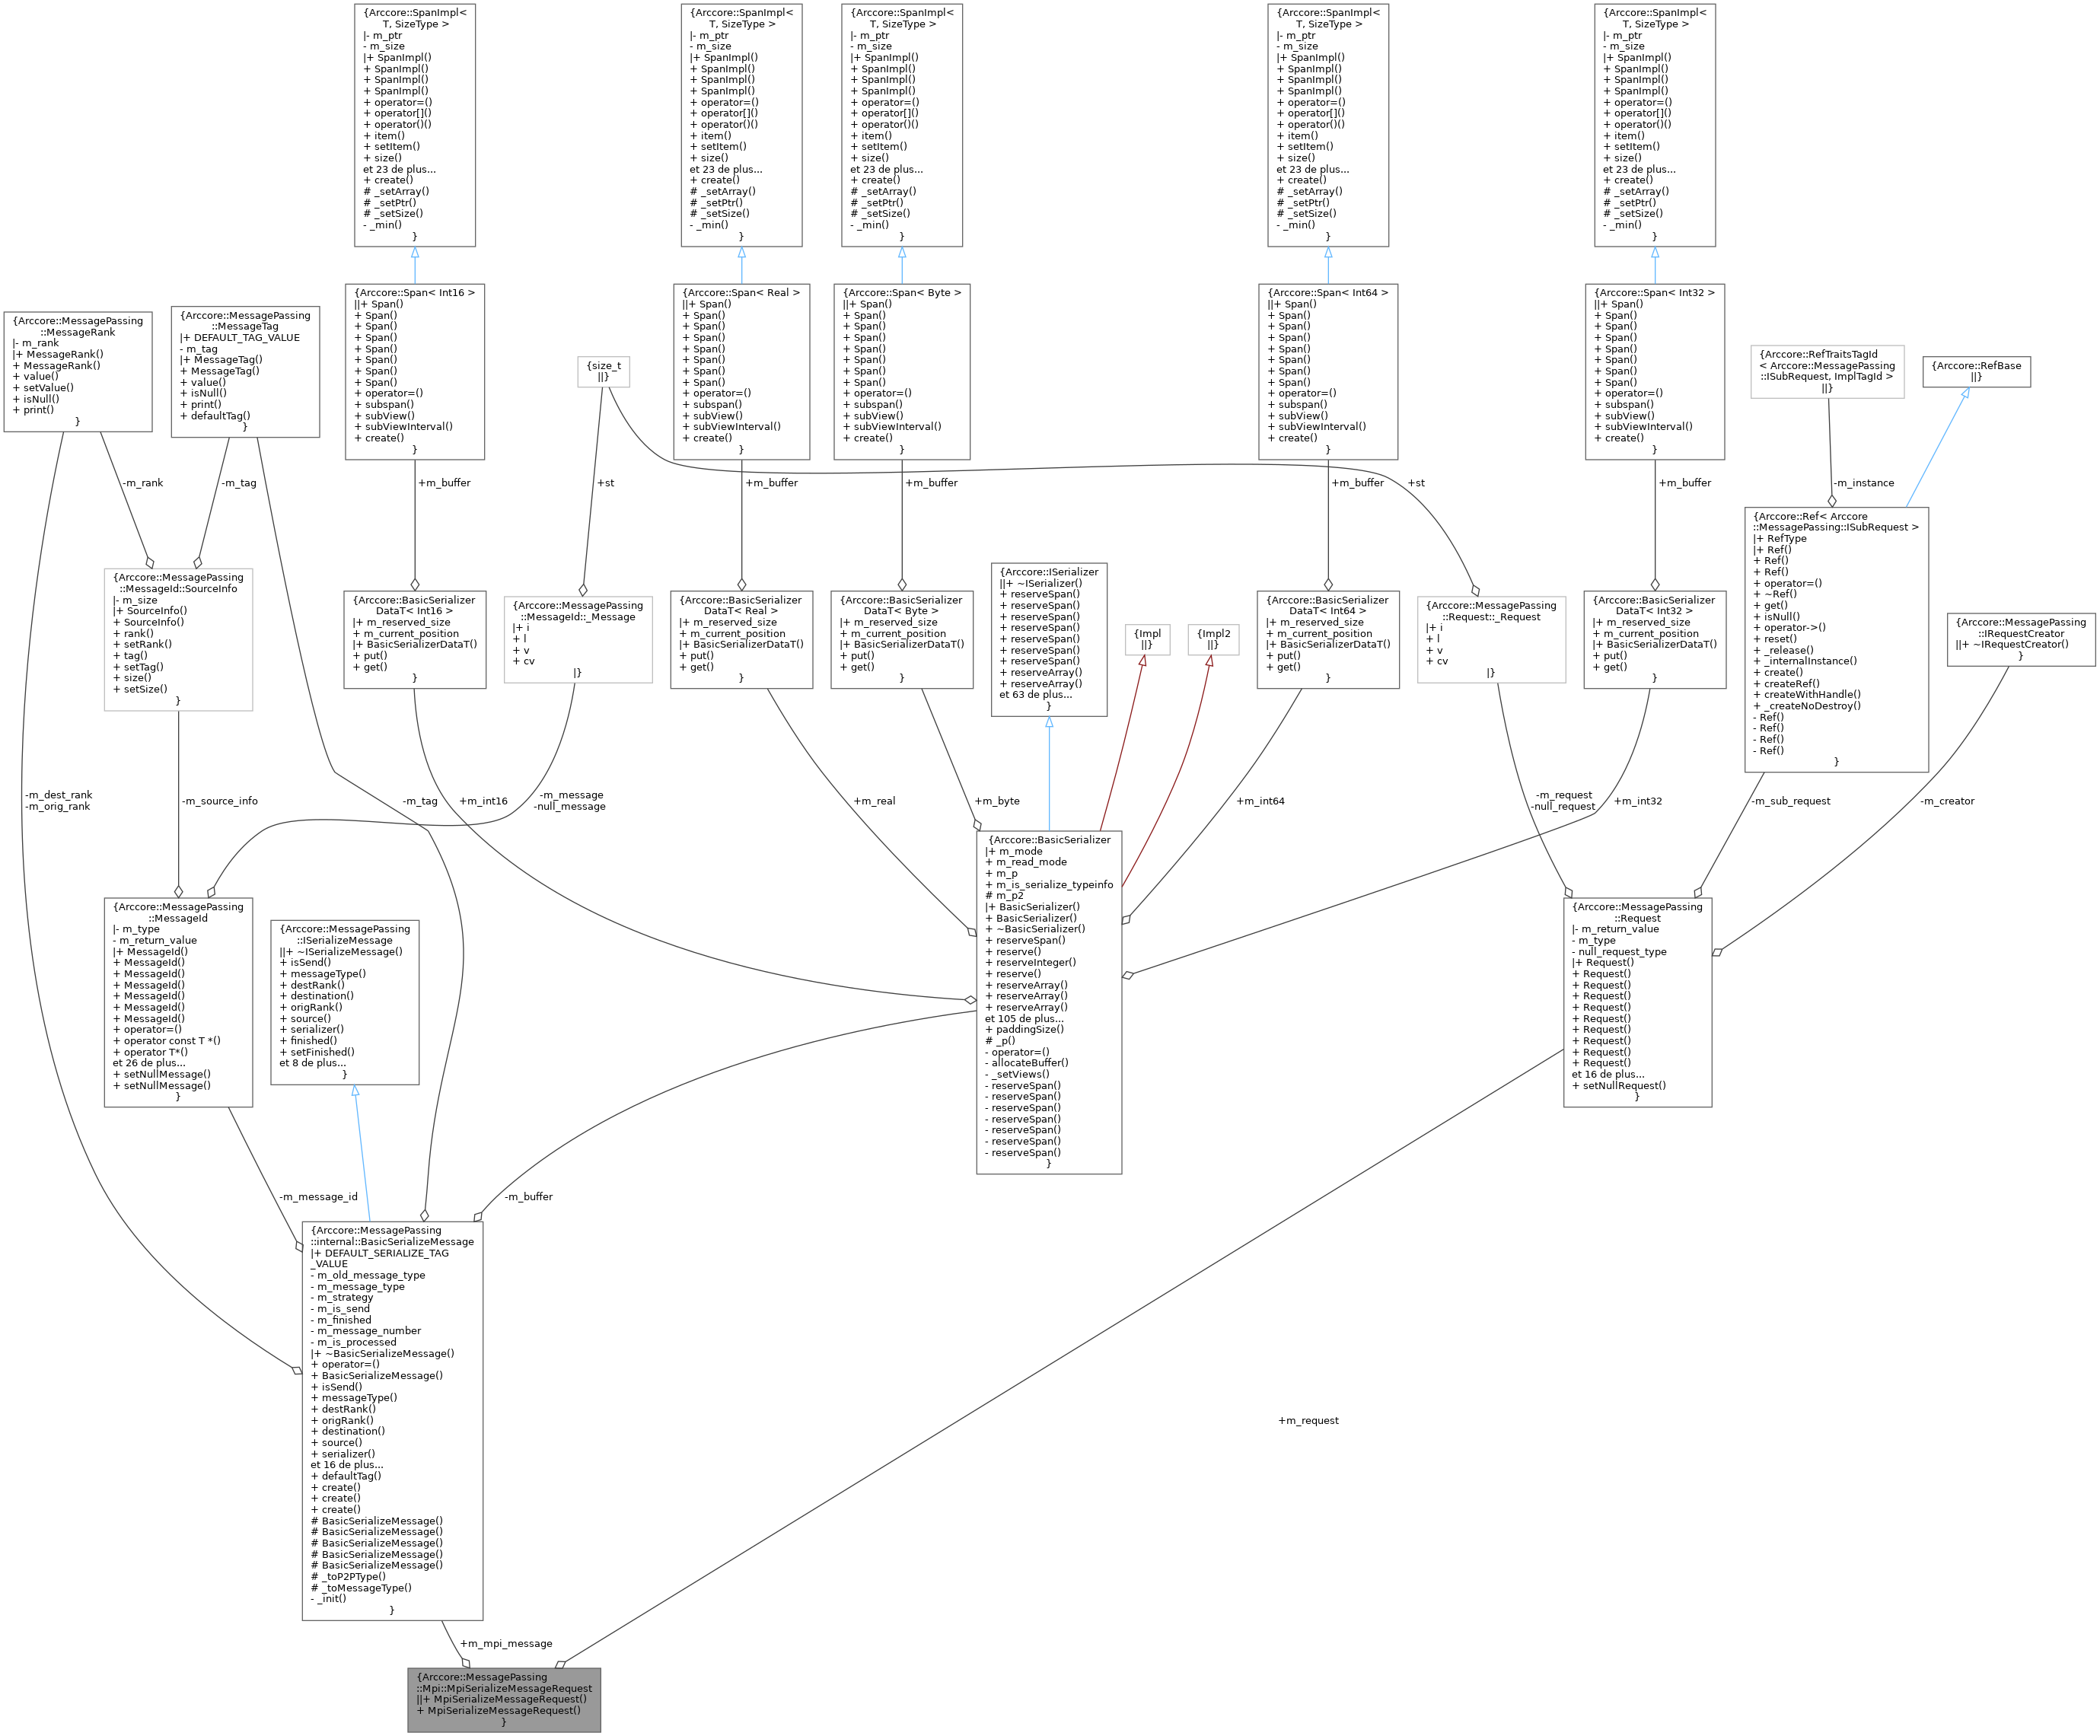 {Arccore::SpanImpl<
T, SizeType >
|- m_ptr
- m_size
|+ SpanImpl()
+ SpanImpl()
+ SpanImpl()
+ SpanImpl()
+ operator=()
+ operator[]()
+ operator()()
+ item()
+ setItem()
+ size()
et 23 de plus...
+ create()
# _setArray()
# _setPtr()
# _setSize()
- _min()
}
{Arccore::SpanImpl<
T, SizeType >
|- m_ptr
- m_size
|+ SpanImpl()
+ SpanImpl()
+ SpanImpl()
+ SpanImpl()
+ operator=()
+ operator[]()
+ operator()()
+ item()
+ setItem()
+ size()
et 23 de plus...
+ create()
# _setArray()
# _setPtr()
# _setSize()
- _min()
}
{Arccore::SpanImpl<
T, SizeType >
|- m_ptr
- m_size
|+ SpanImpl()
+ SpanImpl()
+ SpanImpl()
+ SpanImpl()
+ operator=()
+ operator[]()
+ operator()()
+ item()
+ setItem()
+ size()
et 23 de plus...
+ create()
# _setArray()
# _setPtr()
# _setSize()
- _min()
}
{Arccore::SpanImpl<
T, SizeType >
|- m_ptr
- m_size
|+ SpanImpl()
+ SpanImpl()
+ SpanImpl()
+ SpanImpl()
+ operator=()
+ operator[]()
+ operator()()
+ item()
+ setItem()
+ size()
et 23 de plus...
+ create()
# _setArray()
# _setPtr()
# _setSize()
- _min()
}
{Arccore::SpanImpl<
T, SizeType >
|- m_ptr
- m_size
|+ SpanImpl()
+ SpanImpl()
+ SpanImpl()
+ SpanImpl()
+ operator=()
+ operator[]()
+ operator()()
+ item()
+ setItem()
+ size()
et 23 de plus...
+ create()
# _setArray()
# _setPtr()
# _setSize()
- _min()
}
{Arccore::MessagePassing
::MessageRank
|- m_rank
|+ MessageRank()
+ MessageRank()
+ value()
+ setValue()
+ isNull()
+ print()
}
{Arccore::MessagePassing
::MessageTag
|+ DEFAULT_TAG_VALUE
- m_tag
|+ MessageTag()
+ MessageTag()
+ value()
+ isNull()
+ print()
+ defaultTag()
}
{Arccore::Span< Int16 >
||+ Span()
+ Span()
+ Span()
+ Span()
+ Span()
+ Span()
+ Span()
+ Span()
+ operator=()
+ subspan()
+ subView()
+ subViewInterval()
+ create()
}
{size_t
||}
{Arccore::Span< Real >
||+ Span()
+ Span()
+ Span()
+ Span()
+ Span()
+ Span()
+ Span()
+ Span()
+ operator=()
+ subspan()
+ subView()
+ subViewInterval()
+ create()
}
{Arccore::Span< Byte >
||+ Span()
+ Span()
+ Span()
+ Span()
+ Span()
+ Span()
+ Span()
+ Span()
+ operator=()
+ subspan()
+ subView()
+ subViewInterval()
+ create()
}
{Arccore::Span< Int64 >
||+ Span()
+ Span()
+ Span()
+ Span()
+ Span()
+ Span()
+ Span()
+ Span()
+ operator=()
+ subspan()
+ subView()
+ subViewInterval()
+ create()
}
{Arccore::Span< Int32 >
||+ Span()
+ Span()
+ Span()
+ Span()
+ Span()
+ Span()
+ Span()
+ Span()
+ operator=()
+ subspan()
+ subView()
+ subViewInterval()
+ create()
}
{Arccore::RefTraitsTagId
< Arccore::MessagePassing
::ISubRequest, ImplTagId >
||}
{Arccore::RefBase
||}
-m_rank
-m_tag
+m_buffer
+st
+m_buffer
+m_buffer
+m_buffer
+st
+m_buffer
-m_instance
{Arccore::MessagePassing
::MessageId::SourceInfo
|- m_size
|+ SourceInfo()
+ SourceInfo()
+ rank()
+ setRank()
+ tag()
+ setTag()
+ size()
+ setSize()
}
{Arccore::BasicSerializer
DataT< Int16 >
|+ m_reserved_size
+ m_current_position
|+ BasicSerializerDataT()
+ put()
+ get()
}
{Arccore::MessagePassing
::MessageId::_Message
|+ i
+ l
+ v
+ cv
|}
{Arccore::BasicSerializer
DataT< Real >
|+ m_reserved_size
+ m_current_position
|+ BasicSerializerDataT()
+ put()
+ get()
}
{Arccore::BasicSerializer
DataT< Byte >
|+ m_reserved_size
+ m_current_position
|+ BasicSerializerDataT()
+ put()
+ get()
}
{Arccore::ISerializer
||+ ~ISerializer()
+ reserveSpan()
+ reserveSpan()
+ reserveSpan()
+ reserveSpan()
+ reserveSpan()
+ reserveSpan()
+ reserveSpan()
+ reserveArray()
+ reserveArray()
et 63 de plus...
}
{Impl
||}
{Impl2
||}
{Arccore::BasicSerializer
DataT< Int64 >
|+ m_reserved_size
+ m_current_position
|+ BasicSerializerDataT()
+ put()
+ get()
}
{Arccore::MessagePassing
::Request::_Request
|+ i
+ l
+ v
+ cv
|}
{Arccore::BasicSerializer
DataT< Int32 >
|+ m_reserved_size
+ m_current_position
|+ BasicSerializerDataT()
+ put()
+ get()
}
{Arccore::Ref< Arccore
::MessagePassing::ISubRequest >
|+ RefType
|+ Ref()
+ Ref()
+ Ref()
+ operator=()
+ ~Ref()
+ get()
+ isNull()
+ operator->()
+ reset()
+ _release()
+ _internalInstance()
+ create()
+ createRef()
+ createWithHandle()
+ _createNoDestroy()
- Ref()
- Ref()
- Ref()
- Ref()
}
{Arccore::MessagePassing
::IRequestCreator
||+ ~IRequestCreator()
}
-m_dest_rank
-m_orig_rank
-m_source_info
-m_tag
+m_int16
-m_message
-null_message
+m_real
+m_byte
+m_int64
-m_request
-null_request
+m_int32
-m_sub_request
-m_creator
{Arccore::MessagePassing
::MessageId
|- m_type
- m_return_value
|+ MessageId()
+ MessageId()
+ MessageId()
+ MessageId()
+ MessageId()
+ MessageId()
+ MessageId()
+ operator=()
+ operator const T *()
+ operator T*()
et 26 de plus...
+ setNullMessage()
+ setNullMessage()
}
{Arccore::MessagePassing
::ISerializeMessage
||+ ~ISerializeMessage()
+ isSend()
+ messageType()
+ destRank()
+ destination()
+ origRank()
+ source()
+ serializer()
+ finished()
+ setFinished()
et 8 de plus...
}
{Arccore::BasicSerializer
|+ m_mode
+ m_read_mode
+ m_p
+ m_is_serialize_typeinfo
# m_p2
|+ BasicSerializer()
+ BasicSerializer()
+ ~BasicSerializer()
+ reserveSpan()
+ reserve()
+ reserveInteger()
+ reserve()
+ reserveArray()
+ reserveArray()
+ reserveArray()
et 105 de plus...
+ paddingSize()
# _p()
- operator=()
- allocateBuffer()
- _setViews()
- reserveSpan()
- reserveSpan()
- reserveSpan()
- reserveSpan()
- reserveSpan()
- reserveSpan()
- reserveSpan()
}
{Arccore::MessagePassing
::Request
|- m_return_value
- m_type
- null_request_type
|+ Request()
+ Request()
+ Request()
+ Request()
+ Request()
+ Request()
+ Request()
+ Request()
+ Request()
+ Request()
et 16 de plus...
+ setNullRequest()
}
-m_message_id
-m_buffer
{Arccore::MessagePassing
::internal::BasicSerializeMessage
|+ DEFAULT_SERIALIZE_TAG
_VALUE
- m_old_message_type
- m_message_type
- m_strategy
- m_is_send
- m_finished
- m_message_number
- m_is_processed
|+ ~BasicSerializeMessage()
+ operator=()
+ BasicSerializeMessage()
+ isSend()
+ messageType()
+ destRank()
+ origRank()
+ destination()
+ source()
+ serializer()
et 16 de plus...
+ defaultTag()
+ create()
+ create()
+ create()
# BasicSerializeMessage()
# BasicSerializeMessage()
# BasicSerializeMessage()
# BasicSerializeMessage()
# BasicSerializeMessage()
# _toP2PType()
# _toMessageType()
- _init()
}
+m_request
+m_mpi_message
{Arccore::MessagePassing
::Mpi::MpiSerializeMessageRequest
||+ MpiSerializeMessageRequest()
+ MpiSerializeMessageRequest()
}